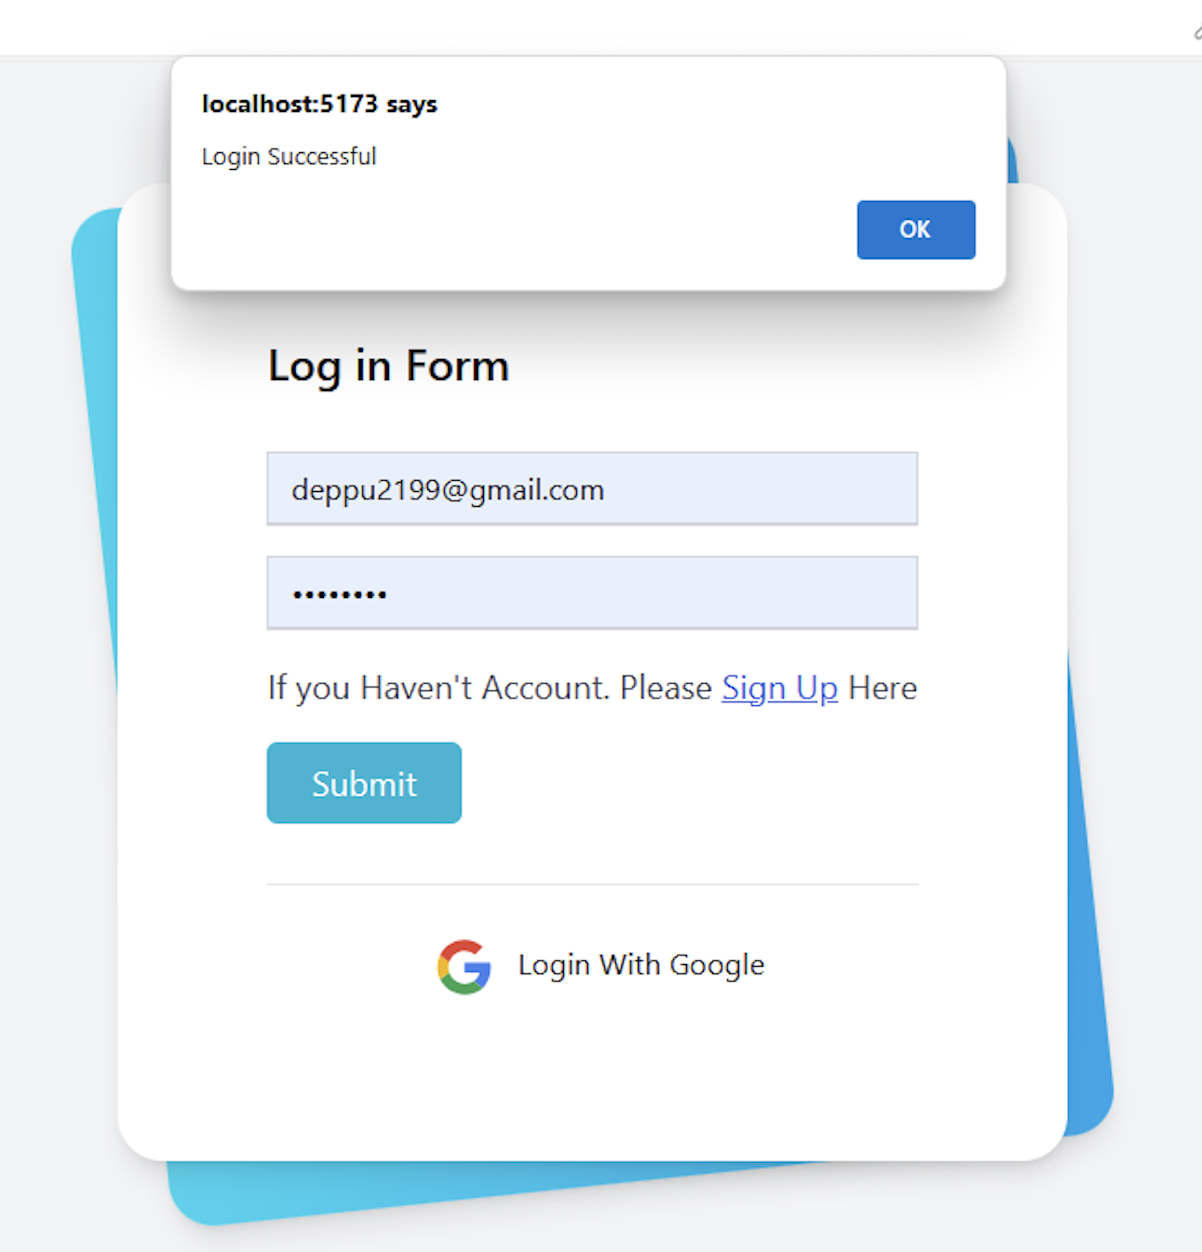 localhost:5173 says
Login Successful
OK
Log in Form
deppu2199@gmail.com
••••••••
If you Haven't Account. Please Sign Up Here
Submit
Login With Google